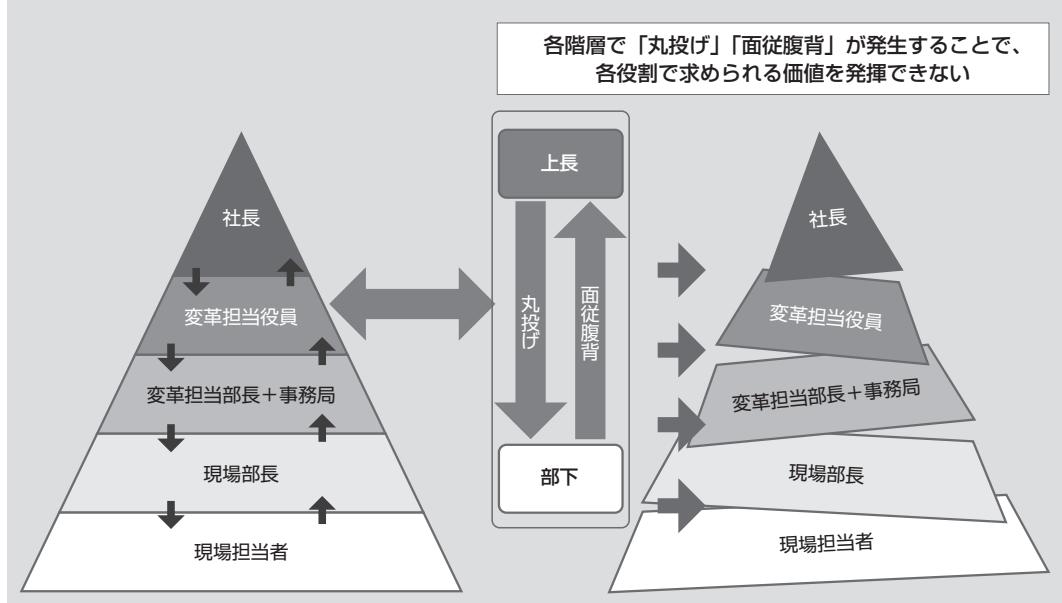 各階層で「丸投げ」「面従腹背」が発生することで、
各役割で求められる価値を発揮できない
社長
変革担当役員
変革担当部長＋事務局
現場部長
現場担当者
上長
丸投げ
面従腹背
部下
社長
変革担当役員
変革担当部長＋事務局
現場部長
現場担当者